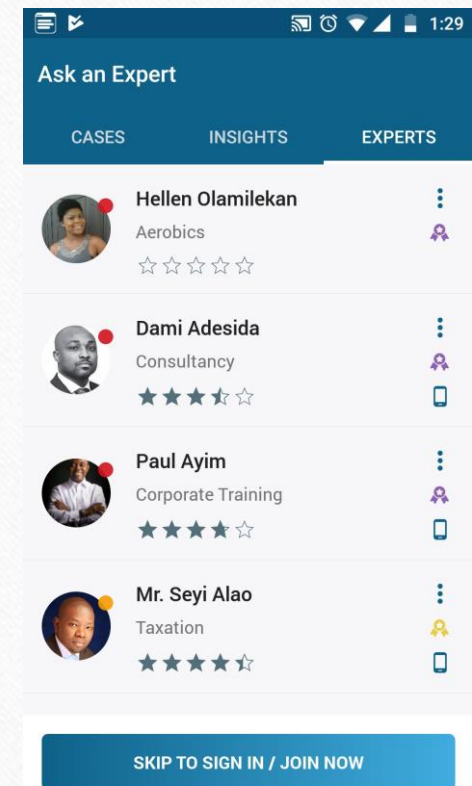 1:29
Ask an Expert
CASES INSIGHTS EXPERTS
Hellen Olamilekan
Aerobics
Dami Adesida
Consultancy
Paul Ayim
Corporate Training
Mr. Seyi Alao
Taxation
SKIP TO SIGN IN / JOIN NOW